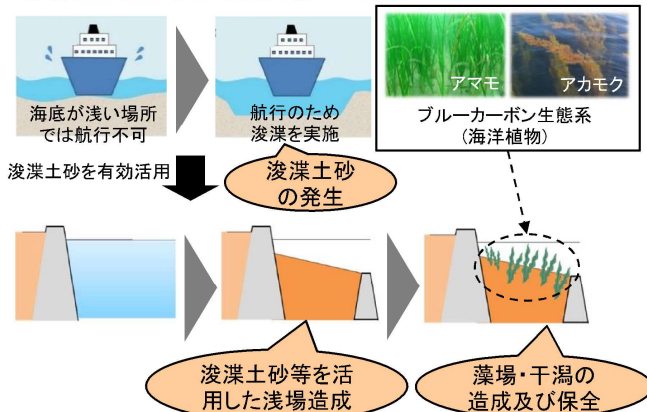 海底が浅い場所
では航行不可
航行のため
浚渫を実施
アマモ
アカモク
ブルーカーボン生態系
(海洋植物)
浚渫土砂を有効活用
浚渫土砂
の発生
浚渫土砂等を活
用した浅場造成
藻場・干潟の
造成及び保全